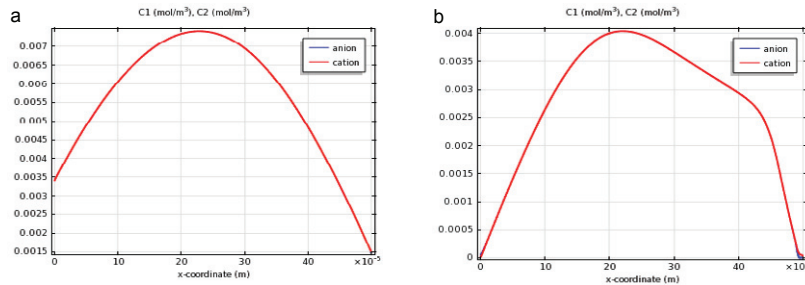 a
C1 (mol/m³), C2 (mol/m³)
0.007
0.0065
0.006
0.0055
0.005
0.0045
0.004
0.0035
0.003
0.0025
0.002
0.0015
anion
cation
0 10 20 30 40 ×10⁻⁵
x-coordinate (m)
b
C1 (mol/m³), C2 (mol/m³)
0.004
0.0035
0.003
0.0025
0.002
0.0015
0.001
0.0005
0
anion
cation
0 10 20 30 40 ×10
x-coordinate (m)